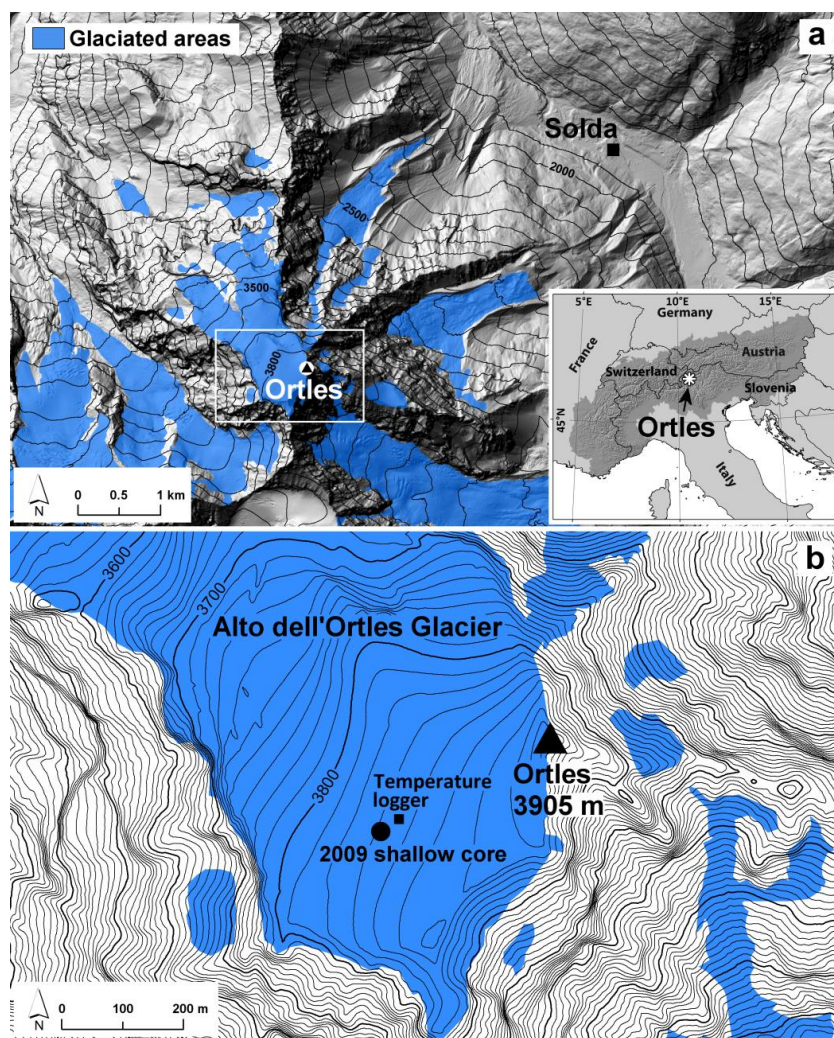 Glaciated areas
a
Solda
2000
2500
3500
3800
Ortles
N
0 0.5 1 km
5°E 10°E 15°E
Germany
France
Austria
Switzerland
Slovenia
45°N
Ortles
Italy
b
3600
3700
Alto dell'Ortles Glacier
3800
Temperature
logger
Ortles
3905 m
2009 shallow core
N
0 100 200 m